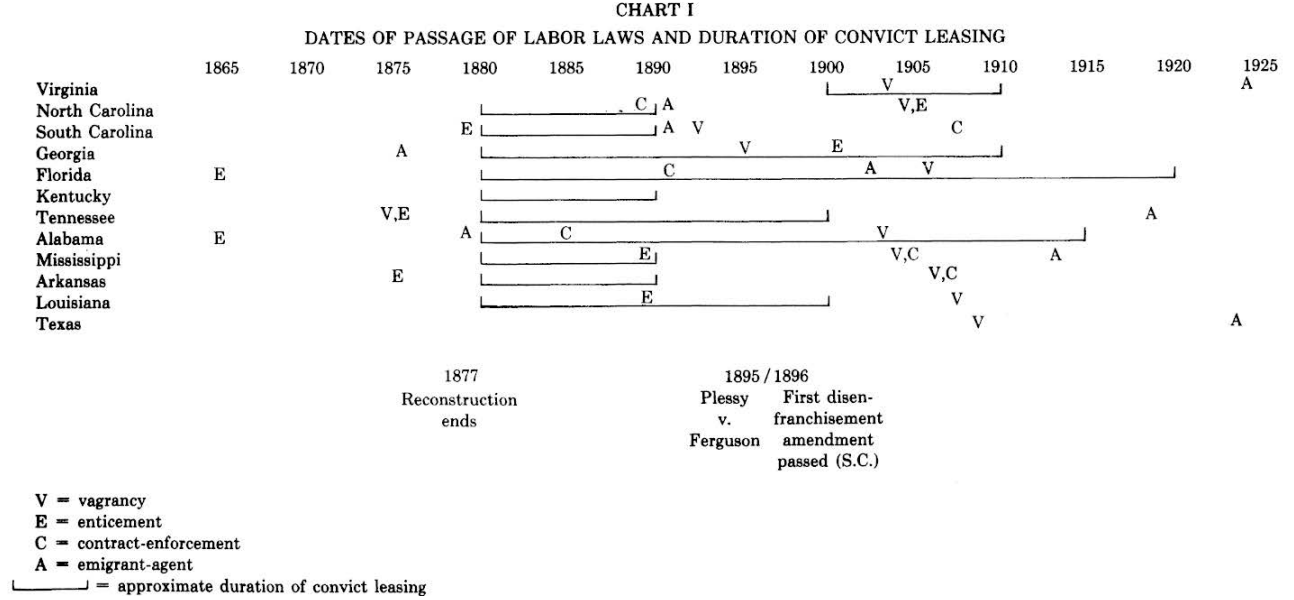 CHART I
DATES OF PASSAGE OF LABOR LAWS AND DURATION OF CONVICT LEASING
1865 1870 1875 1880 1885 1890 1895 1900 1905 1910 1915 1920 1925
Virginia V A
North Carolina C A V,E
South Carolina E A V C
Georgia A V E
Florida E C A V
Kentucky
Tennessee V,E A
Alabama E A C V
Mississippi E V,C A
Arkansas E V,C
Louisiana E V
Texas V A
1877 1895/1896
Reconstruction Plessy First disen-
ends v. franchisement
Ferguson amendment
passed (S.C.)
V = vagrancy
E = enticement
C = contract-enforcement
A = emigrant-agent
= approximate duration of convict leasing